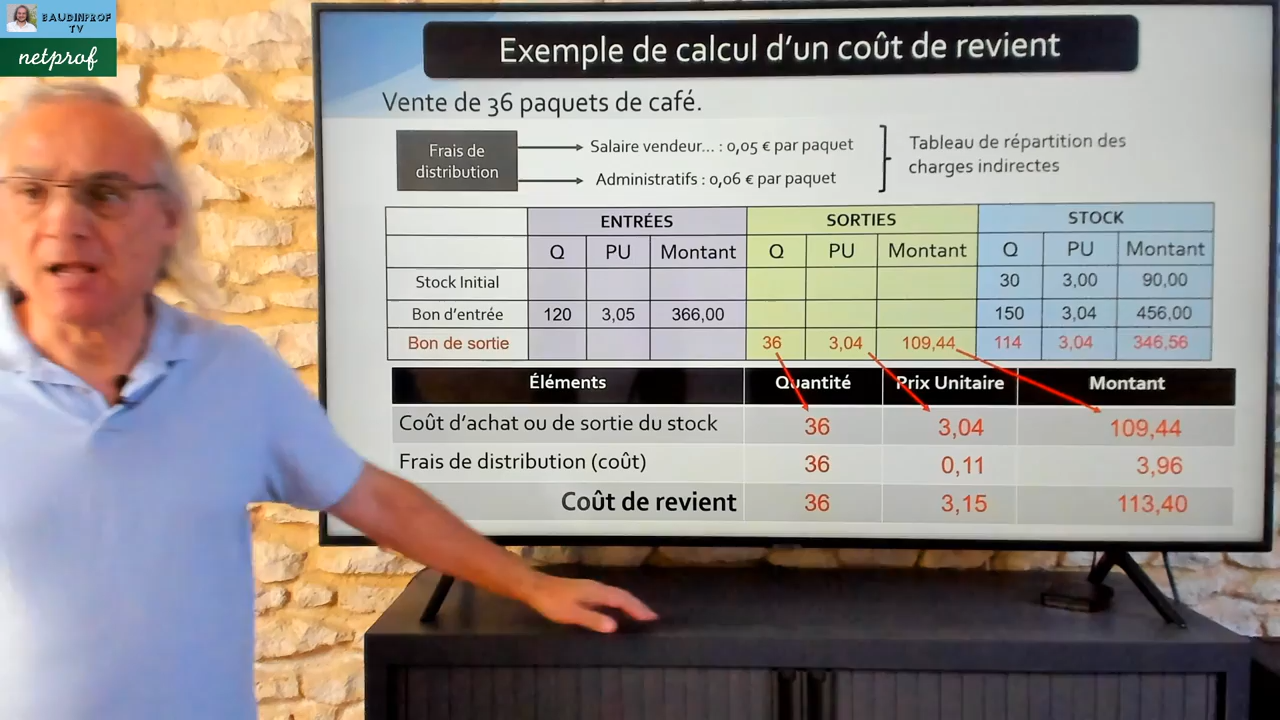 BAUDINPROF
TV
netprof
Exemple de calcul d'un coût de revient
Vente de 36 paquets de café.
Frais de
distribution
Salaire vendeur... : 0,05 € par paquet
Administratifs : 0,06 € par paquet
Tableau de répartition des
charges indirectes
ENTRÉES SORTIES STOCK
Q PU Montant Q PU Montant Q PU Montant
Stock Initial 30 3,00 90,00
Bon d'entrée 120 3,05 366,00 150 3,04 456,00
Bon de sortie 36 3,04 109,44 114 3,04 346,56
Éléments Quantité Prix Unitaire Montant
Coût d'achat ou de sortie du stock 36 3,04 109,44
Frais de distribution (coût) 36 0,11 3,96
Coût de revient 36 3,15 113,40